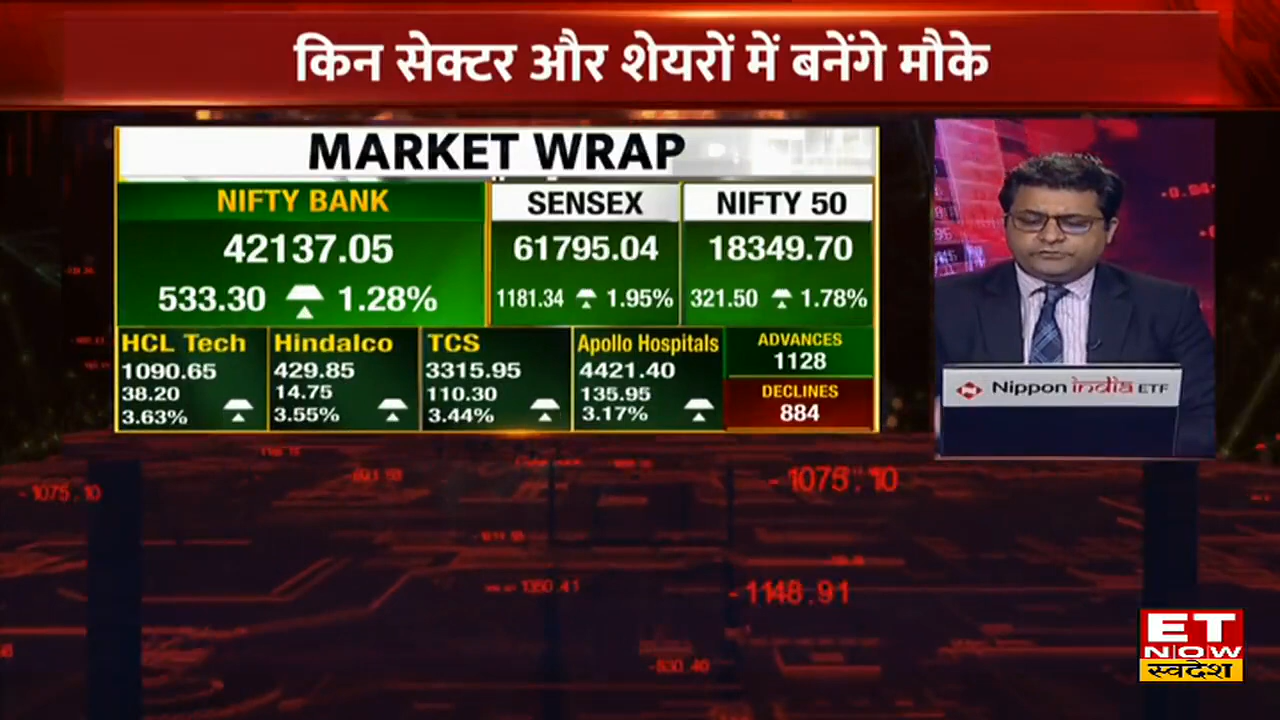 किन सेक्टर और शेयरों में बनेंगे मौके
MARKET WRAP
NIFTY BANK
42137.05
533.30 1.28%
SENSEX
61795.04
1181.34 1.95%
NIFTY 50
18349.70
321.50 1.78%
HCL Tech
1090.65
38.20
3.63%
Hindalco
429.85
14.75
3.55%
TCS
3315.95
110.30
3.44%
Apollo Hospitals
4421.40
135.95
3.17%
ADVANCES
1128
DECLINES
884
Nippon india ETF
-1075.10
-1075.10
-1148.91
ET
NOW
स्वदेश